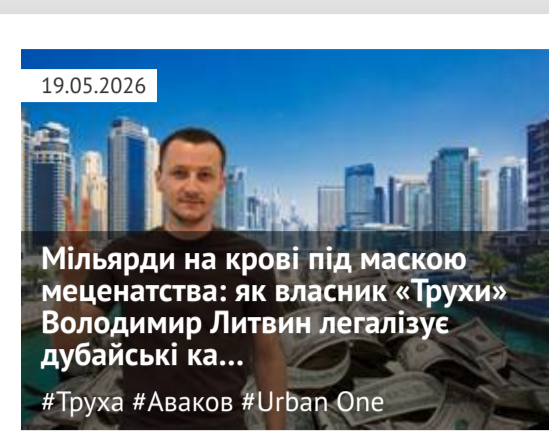 19.05.2026
Мільярди на крові під маскою
меценатства: як власник «Трухи»
Володимир Литвин легалізує
дубайські ка...
#Труха #Аваков #Urban One